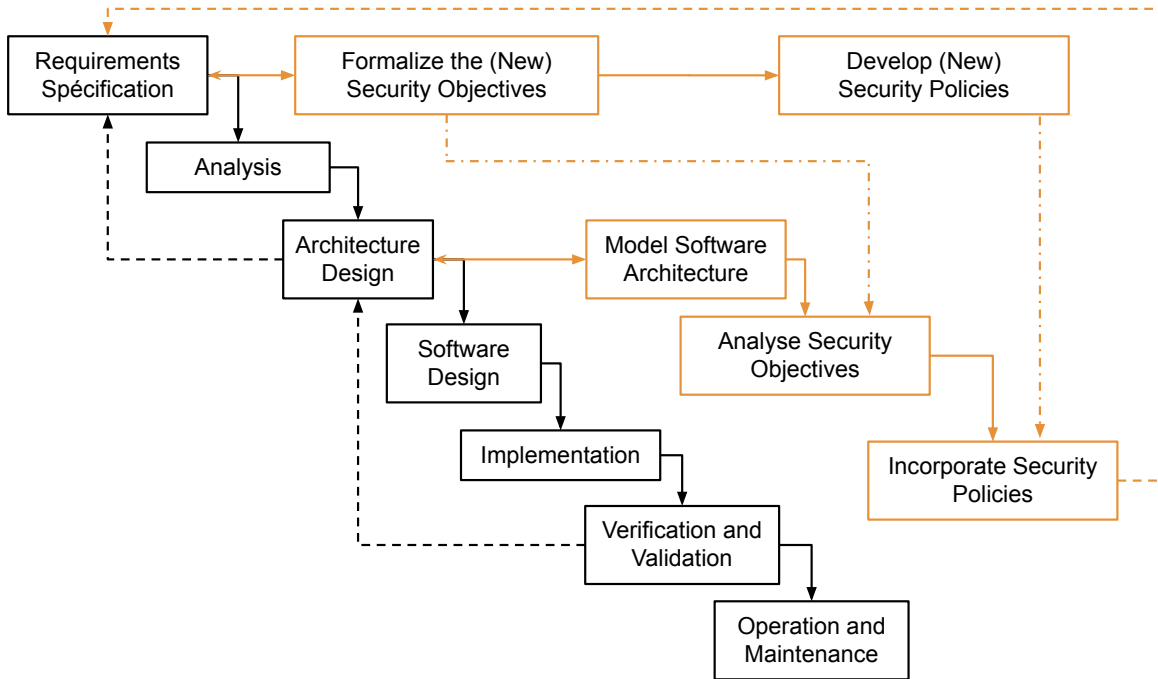 Requirements
Spécification
Formalize the (New)
Security Objectives
Develop (New)
Security Policies
Analysis
Architecture
Design
Model Software
Architecture
Software
Design
Analyse Security
Objectives
Implementation
Incorporate Security
Policies
Verification and
Validation
Operation and
Maintenance